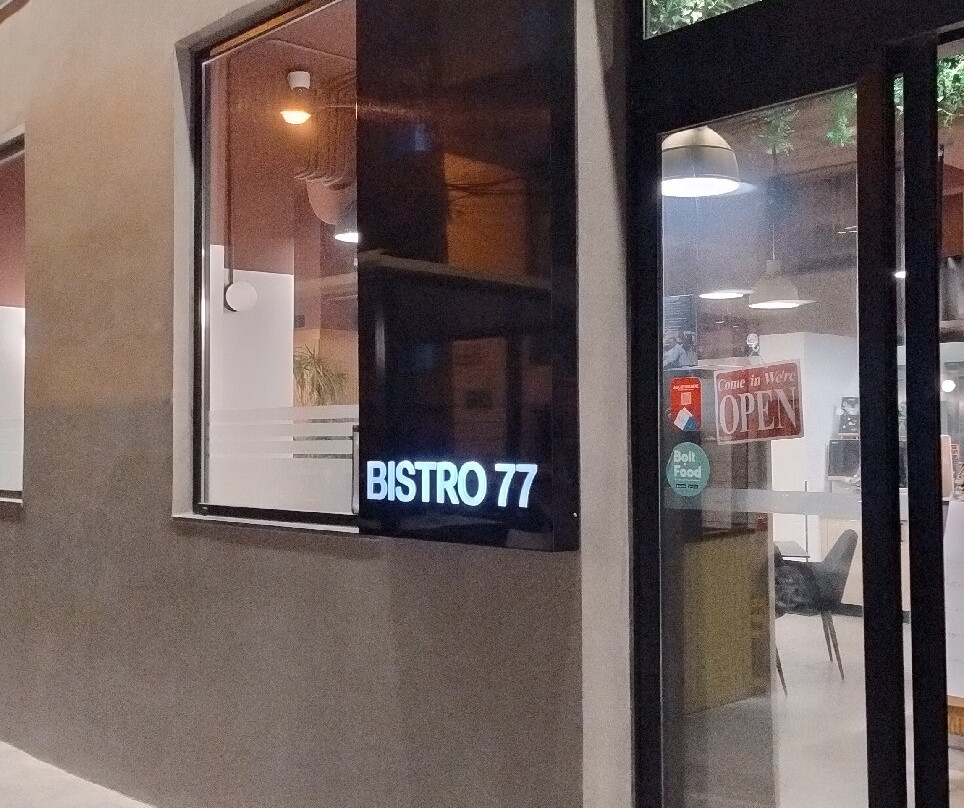 BISTRO 77
Come in We're
OPEN
Bolt
Food